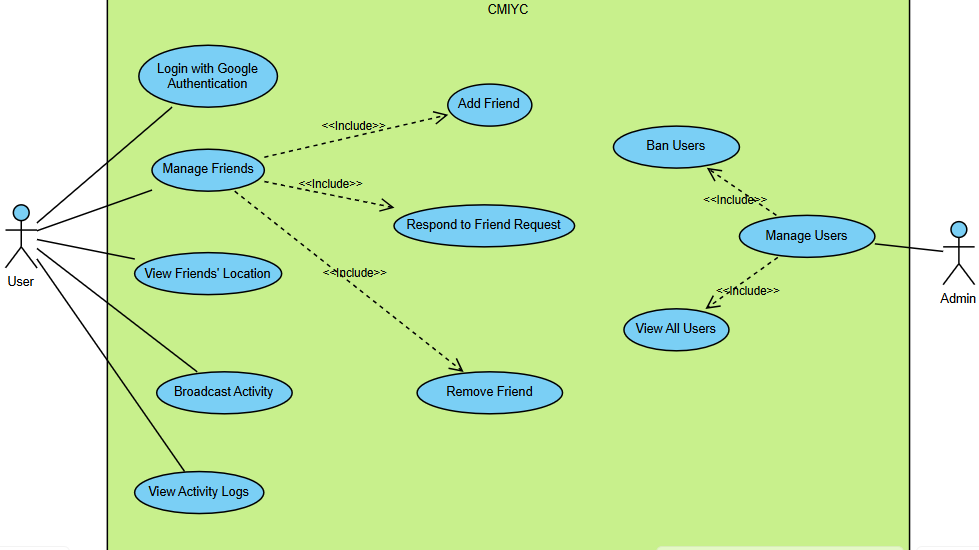 CMIYC
Login with Google
Authentication
Add Friend
<<Include>>
Manage Friends
<<Include>>
Respond to Friend Request
Ban Users
<<Include>>
Manage Users
User
Admin
View Friends' Location
<<Include>>
<<Include>>
View All Users
Broadcast Activity
Remove Friend
View Activity Logs